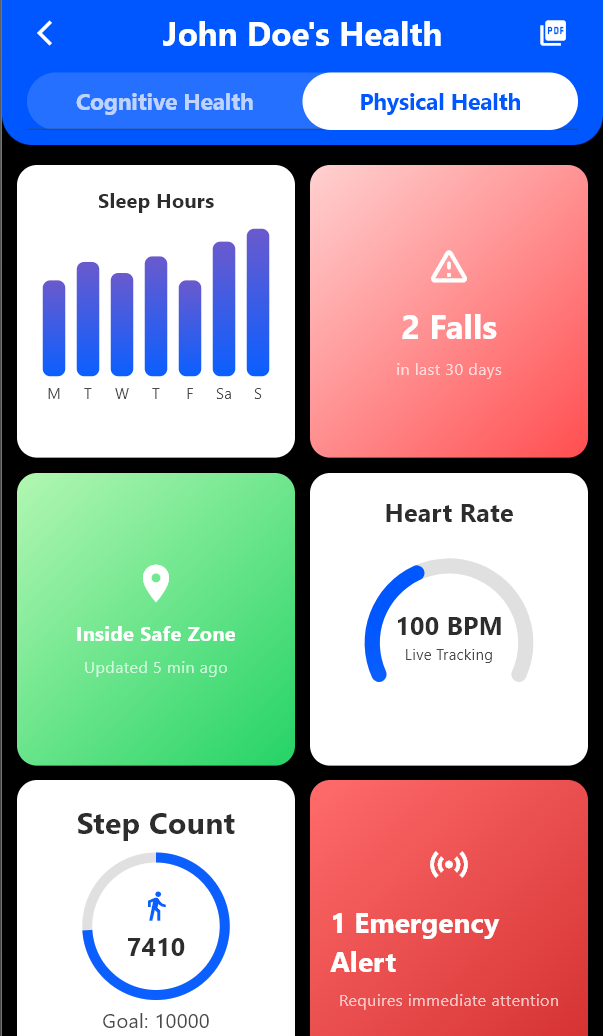 John Doe's Health
PDF
Cognitive Health
Physical Health
Sleep Hours
M T W T F Sa S
2 Falls
in last 30 days
Inside Safe Zone
Updated 5 min ago
Heart Rate
100 BPM
Live Tracking
Step Count
7410
Goal: 10000
1 Emergency
Alert
Requires immediate attention